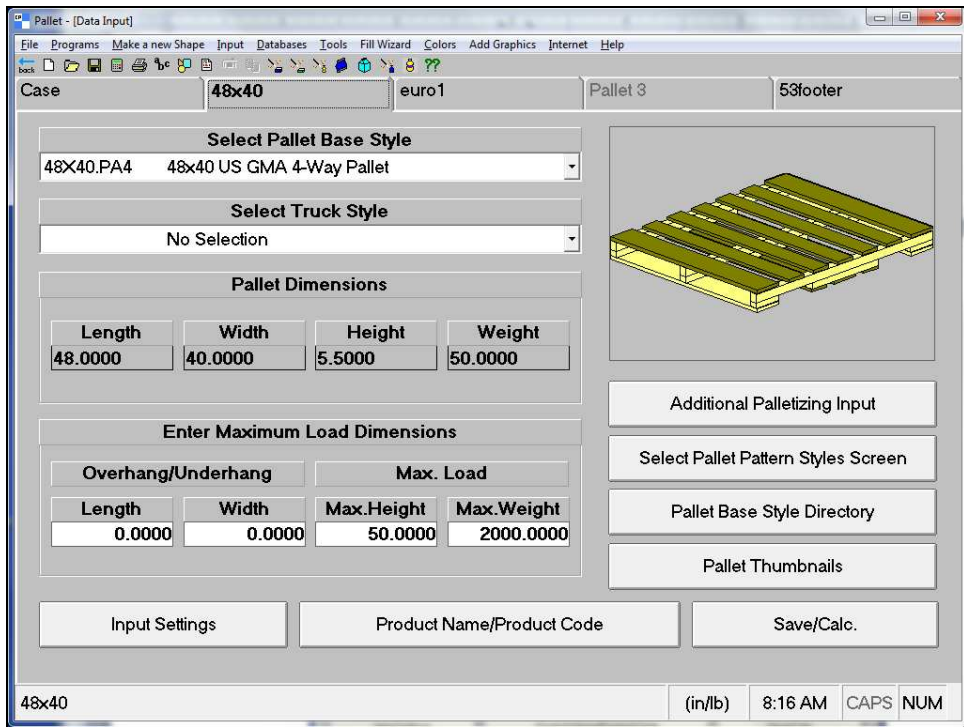 Pallet - [Data Input]
File Programs Make a new Shape Input Databases Tools Fill Wizard Colors Add Graphics Internet Help
back
Case 48x40 euro1 Pallet 3 53footer
Select Pallet Base Style
48X40.PA4 48x40 US GMA 4-Way Pallet
Select Truck Style
No Selection
Pallet Dimensions
Length Width Height Weight
48.0000 40.0000 5.5000 50.0000
Additional Palletizing Input
Enter Maximum Load Dimensions
Select Pallet Pattern Styles Screen
Overhang/Underhang Max. Load
Length Width Max.Height Max.Weight
0.0000 0.0000 50.0000 2000.0000
Pallet Base Style Directory
Pallet Thumbnails
Input Settings Product Name/Product Code Save/Calc.
48x40 (in/lb) 8:16 AM CAPS NUM